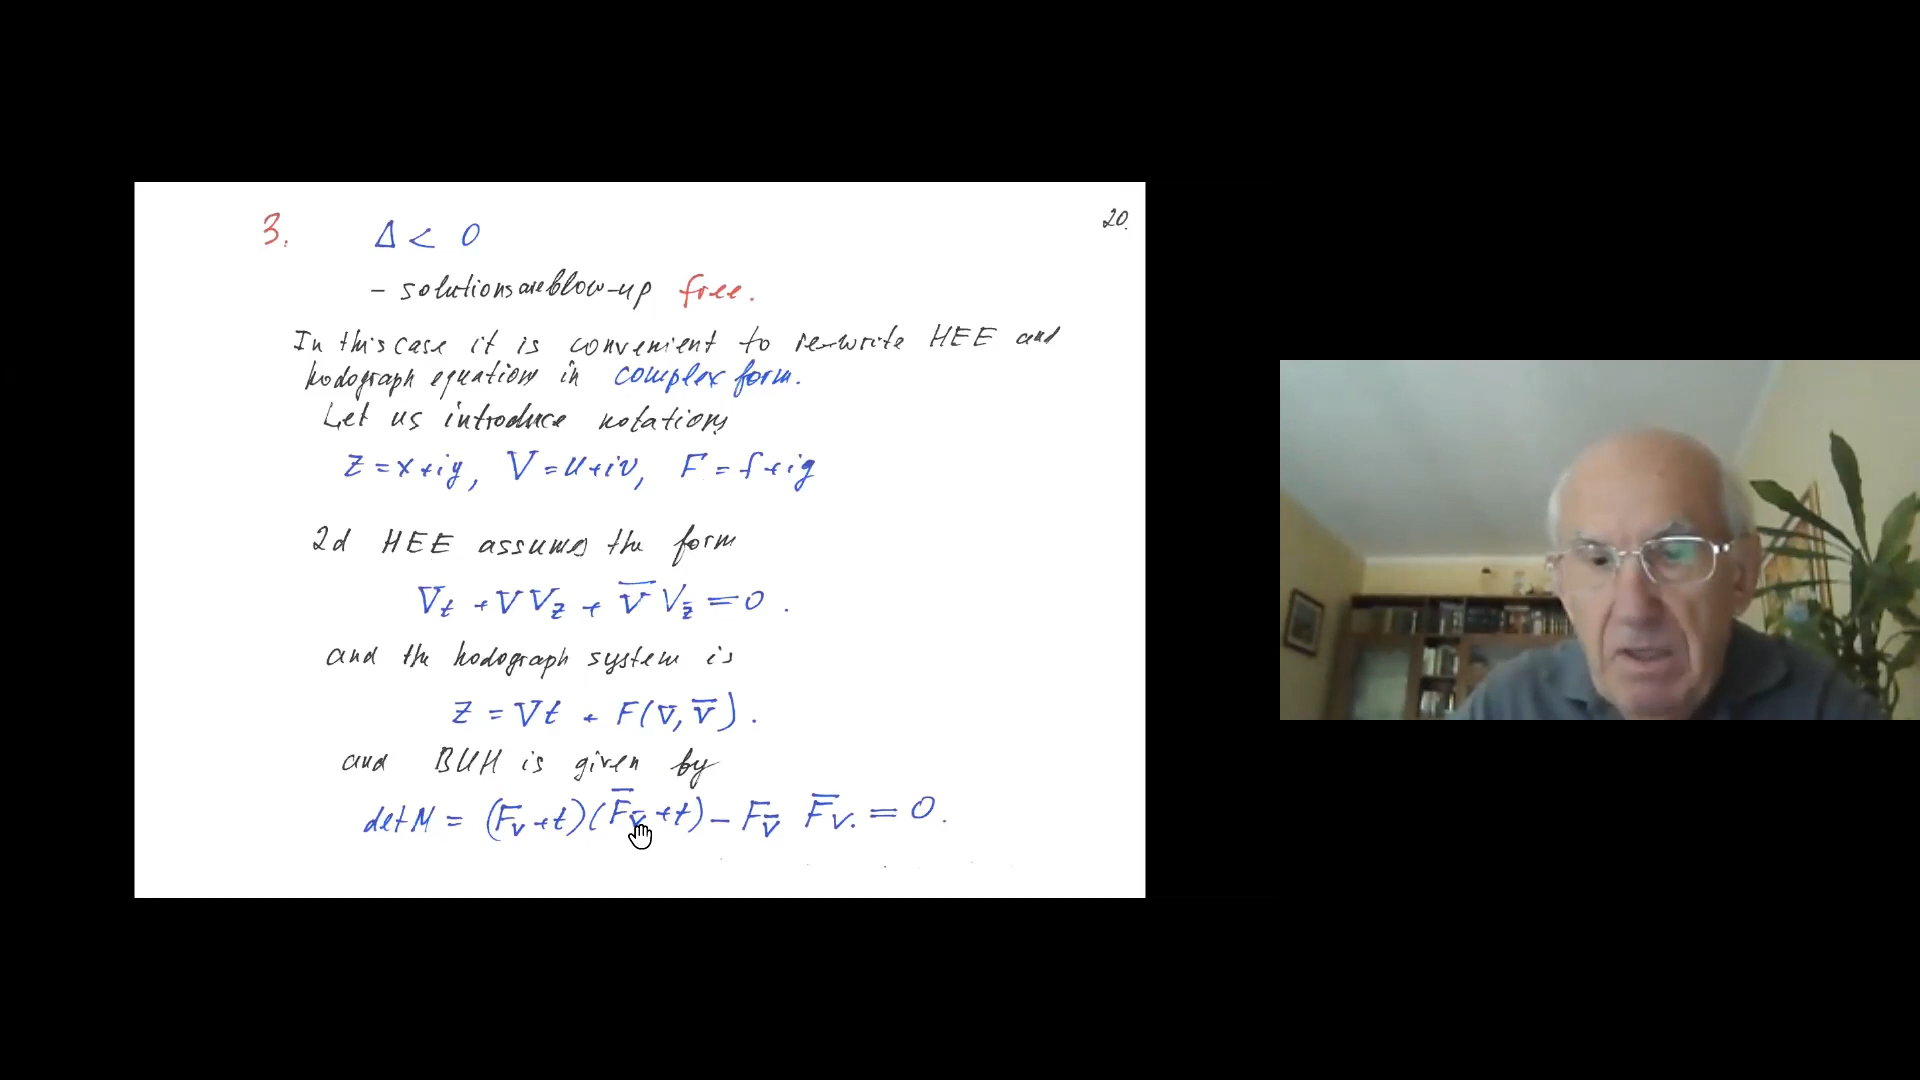 20.
3. Δ < 0
- solutions are blow-up free.
In this case it is convenient to re-write HEE and
hodograph equation in complex form.
Let us introduce notations
z = x + iy, V = u + iv, F = f + ig
2d HEE assumes the form
V_t + V V_z + V̄ V_z̄ = 0 .
and the hodograph system is
z = Vt + F(V, V̄) .
and BUH is given by
det M = (F_V + t)(F̄_V̄ + t) - F_V̄ F̄_V. = 0 .